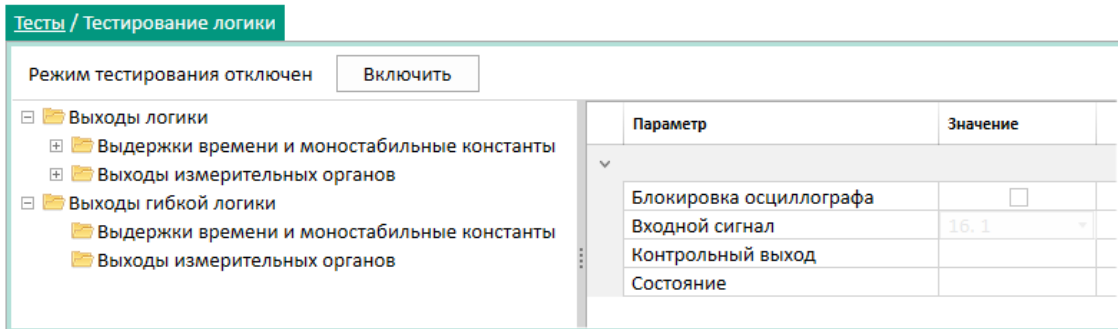 Тесты / Тестирование логики
Режим тестирования отключен Включить
Выходы логики
Выдержки времени и моностабильные константы
Выходы измерительных органов
Выходы гибкой логики
Выдержки времени и моностабильные константы
Выходы измерительных органов
Параметр Значение
Блокировка осциллографа
Входной сигнал 16. 1
Контрольный выход
Состояние